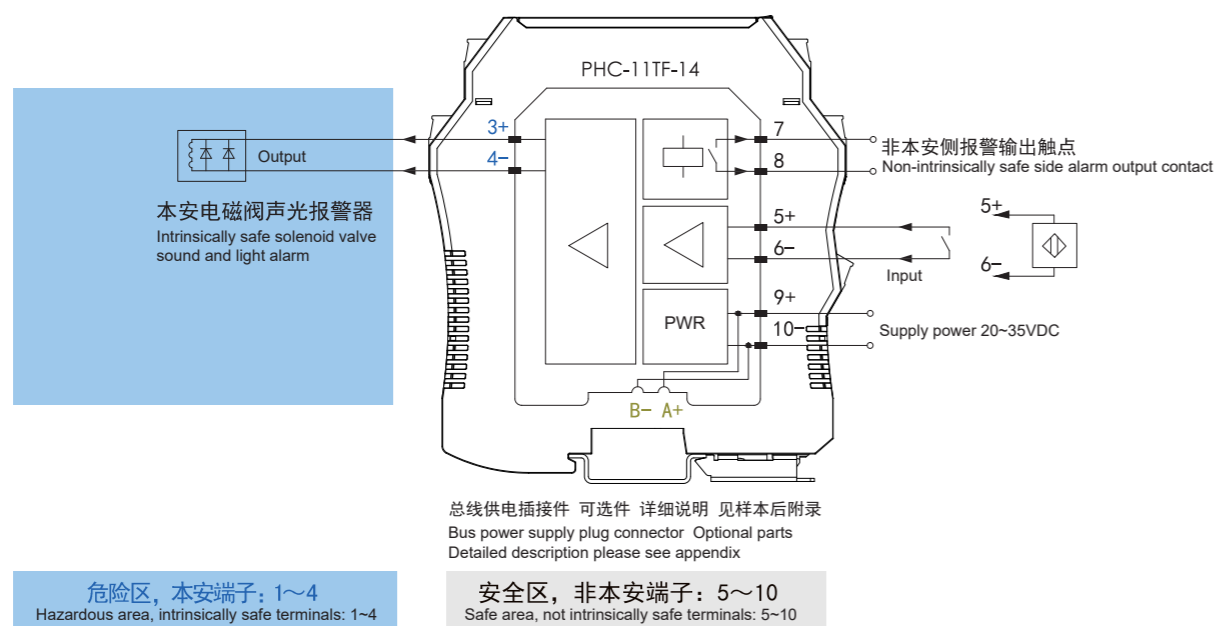 PHC-11TF-14
3+
4-
Output
本安电磁阀声光报警器
Intrinsically safe solenoid valve
sound and light alarm
7
8
非本安侧报警输出触点
Non-intrinsically safe side alarm output contact
5+
6-
Input
5+
6-
PWR
9+
10-
Supply power 20~35VDC
B- A+
总线供电插接件 可选件 详细说明 见样本后附录
Bus power supply plug connector Optional parts
Detailed description please see appendix
危险区，本安端子：1～4
Hazardous area, intrinsically safe terminals: 1~4
安全区，非本安端子：5～10
Safe area, not intrinsically safe terminals: 5~10